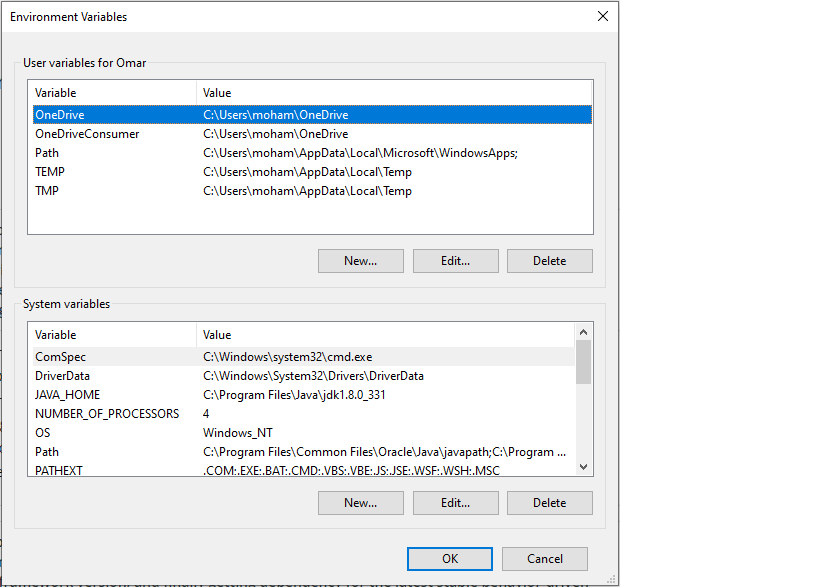 Environment Variables
User variables for Omar
Variable Value
OneDrive C:\Users\moham\OneDrive
OneDriveConsumer C:\Users\moham\OneDrive
Path C:\Users\moham\AppData\Local\Microsoft\WindowsApps;
TEMP C:\Users\moham\AppData\Local\Temp
TMP C:\Users\moham\AppData\Local\Temp
New... Edit... Delete
System variables
Variable Value
ComSpec C:\Windows\system32\cmd.exe
DriverData C:\Windows\System32\Drivers\DriverData
JAVA_HOME C:\Program Files\Java\jdk1.8.0_331
NUMBER_OF_PROCESSORS 4
OS Windows_NT
Path C:\Program Files\Common Files\Oracle\Java\javapath;C:\Program ...
PATHEXT .COM;.EXE;.BAT;.CMD;.VBS;.VBE;.JS;.JSE;.WSF;.WSH;.MSC
New... Edit... Delete
OK Cancel